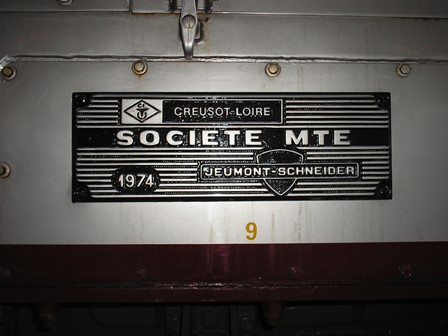 CREUSOT-LOIRE
SOCIETE MTE
JEUMONT-SCHNEIDER
1974
9